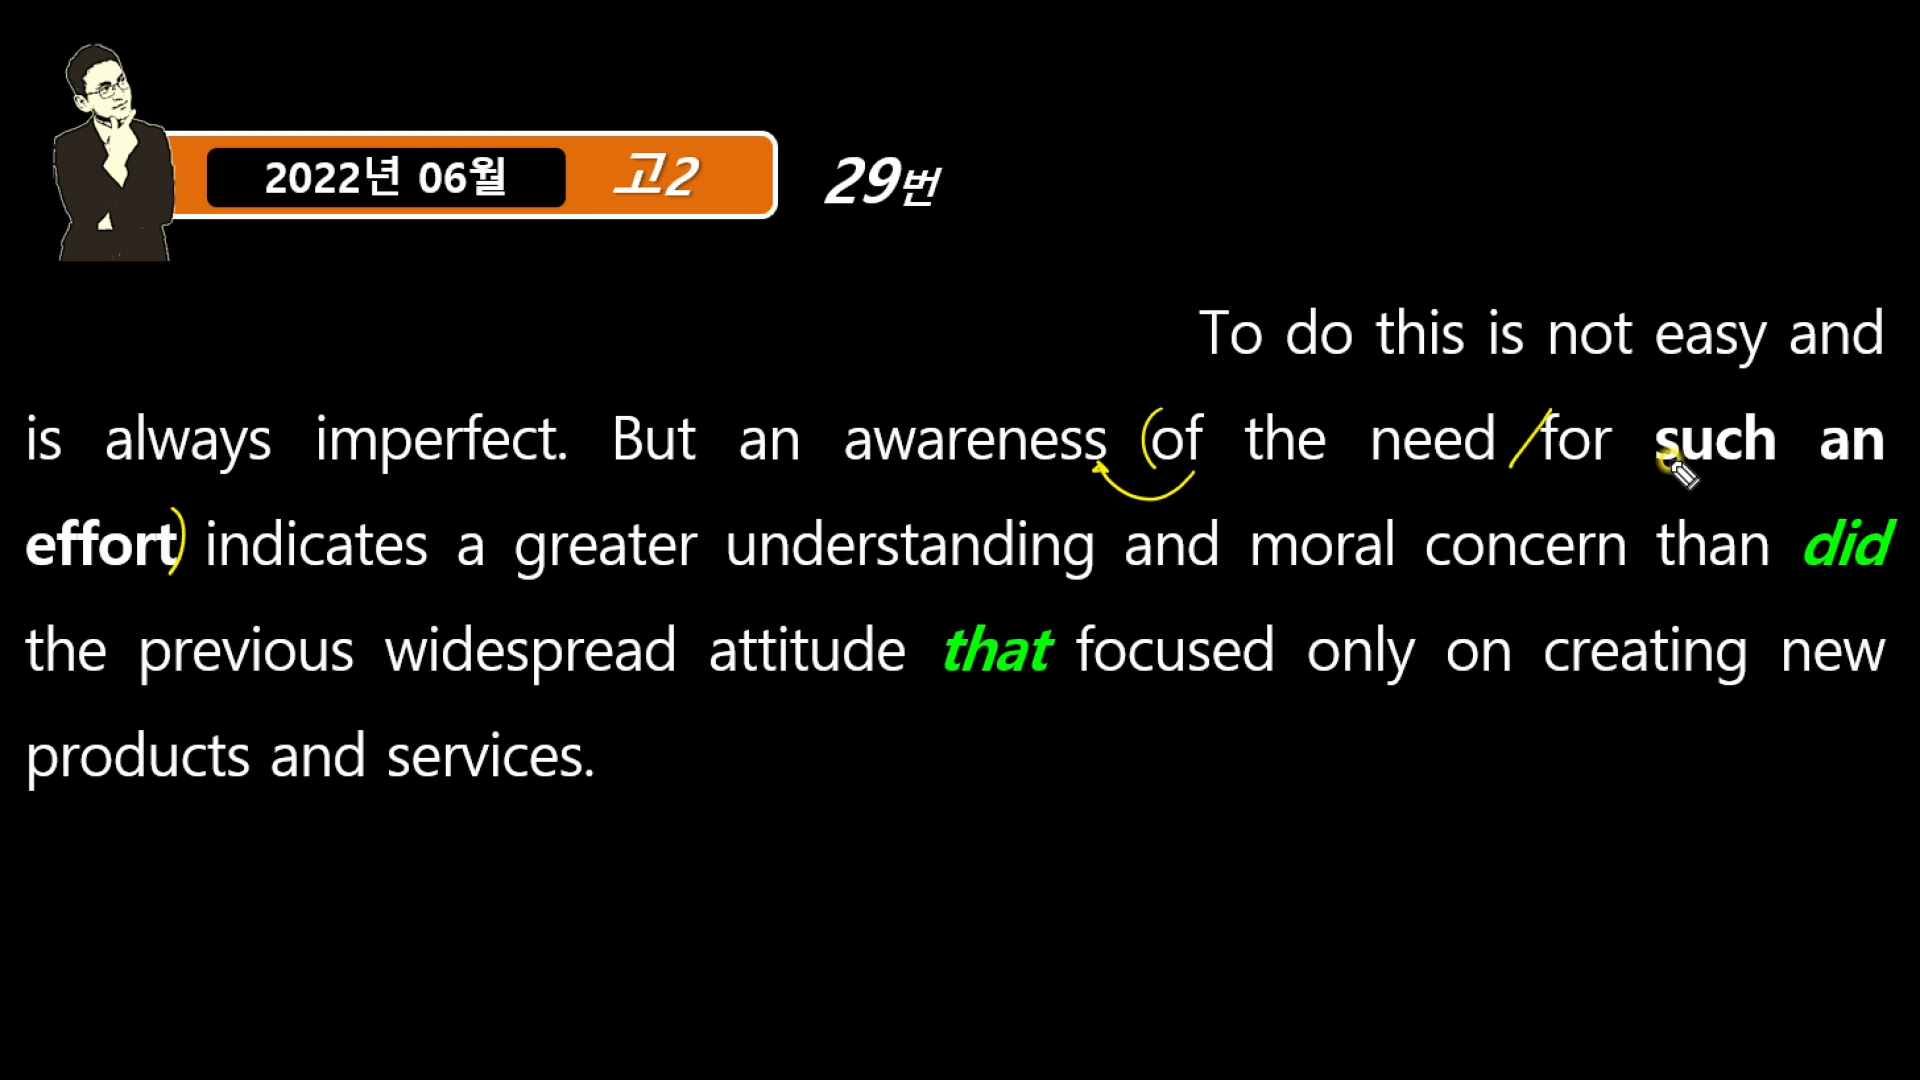 2022년 06월 고2 29번
To do this is not easy and
is always imperfect. But an awareness of the need for such an
effort indicates a greater understanding and moral concern than did
the previous widespread attitude that focused only on creating new
products and services.